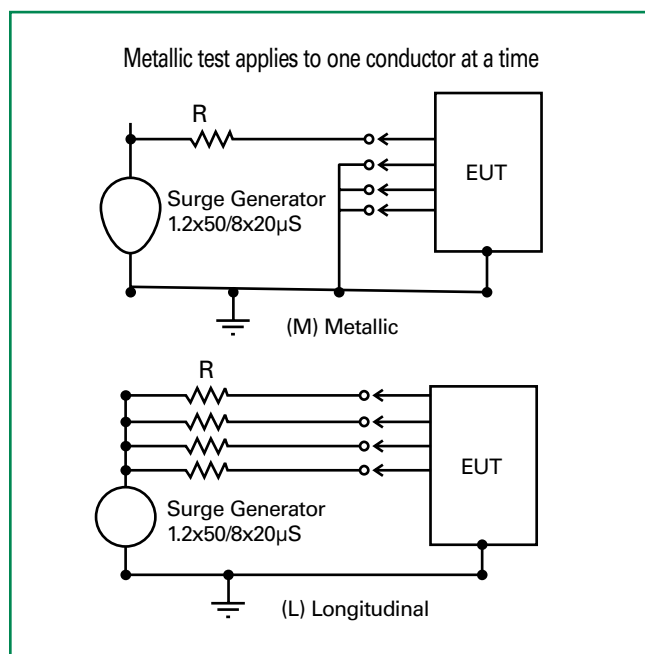 Metallic test applies to one conductor at a time
R
EUT
Surge Generator
1.2x50/8x20µS
(M) Metallic
R
EUT
Surge Generator
1.2x50/8x20µS
(L) Longitudinal